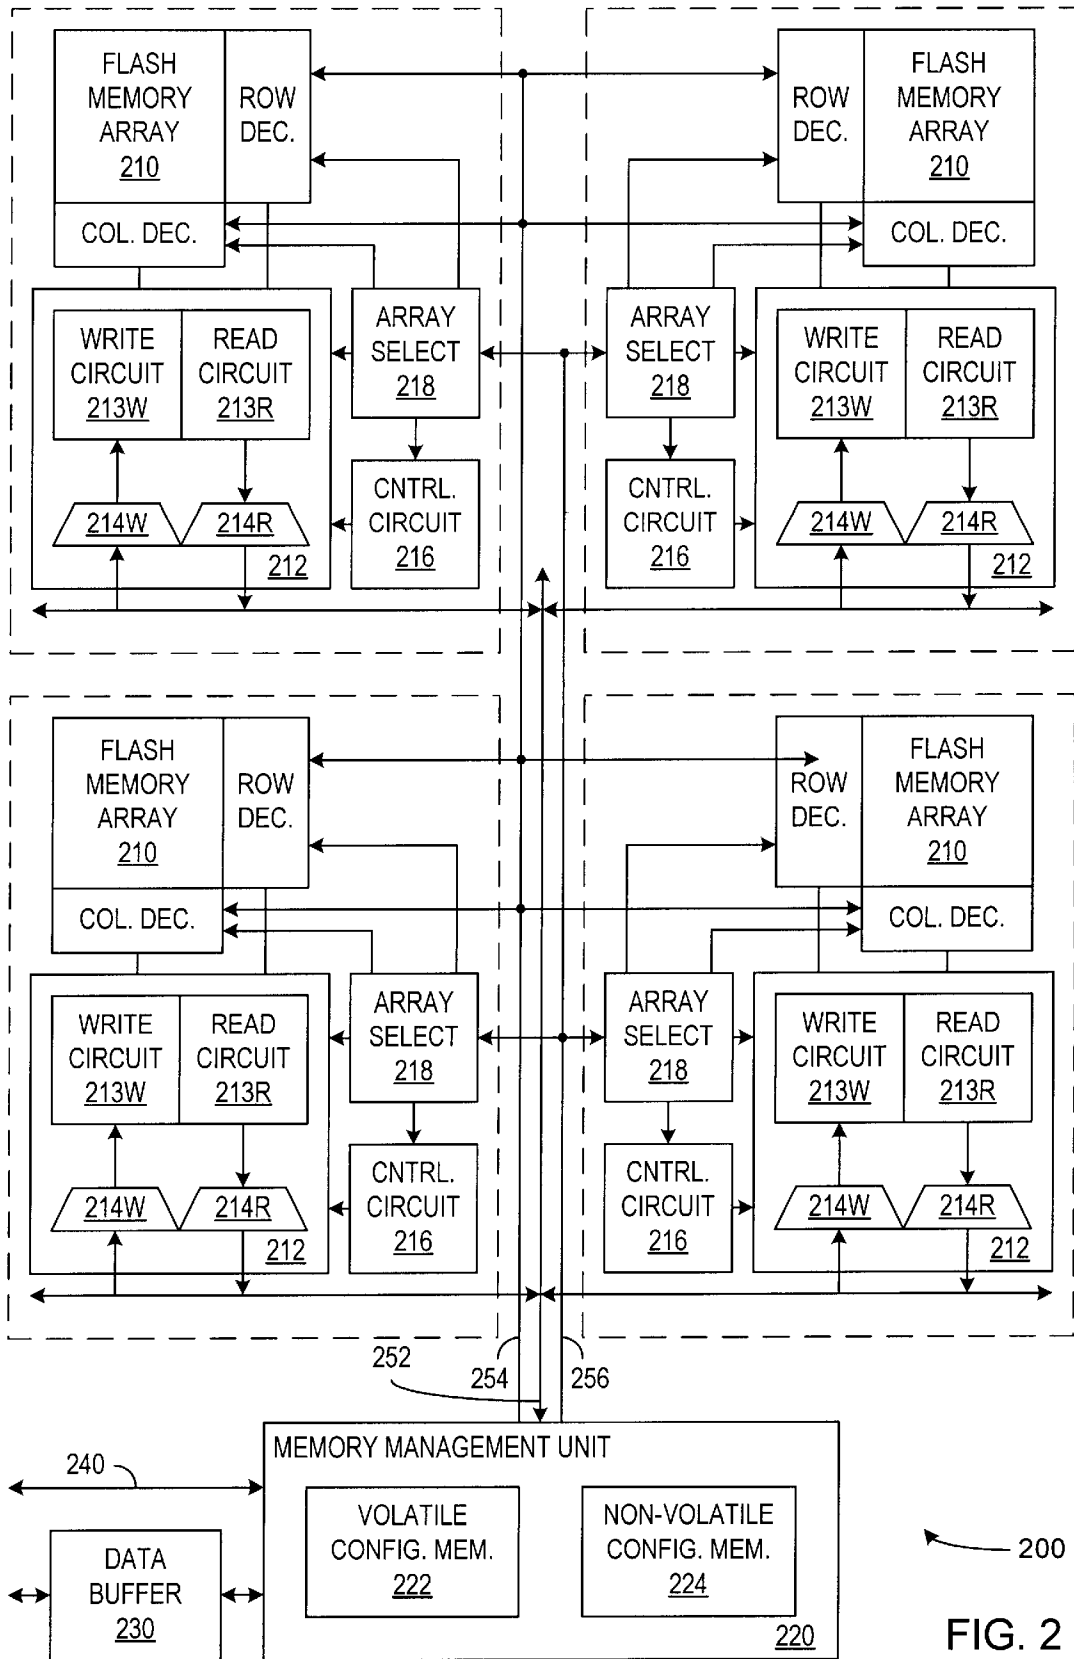 FLASH
MEMORY
ARRAY
210
ROW
DEC.
COL. DEC.
WRITE
CIRCUIT
213W
READ
CIRCUIT
213R
214W
214R
212
ARRAY
SELECT
218
CNTRL.
CIRCUIT
216
ROW
DEC.
FLASH
MEMORY
ARRAY
210
COL. DEC.
ARRAY
SELECT
218
CNTRL.
CIRCUIT
216
WRITE
CIRCUIT
213W
READ
CIRCUIT
213R
214W
214R
212
FLASH
MEMORY
ARRAY
210
ROW
DEC.
COL. DEC.
WRITE
CIRCUIT
213W
READ
CIRCUIT
213R
214W
214R
212
ARRAY
SELECT
218
CNTRL.
CIRCUIT
216
ROW
DEC.
FLASH
MEMORY
ARRAY
210
COL. DEC.
ARRAY
SELECT
218
CNTRL.
CIRCUIT
216
WRITE
CIRCUIT
213W
READ
CIRCUIT
213R
214W
214R
212
252
254
256
MEMORY MANAGEMENT UNIT
240
VOLATILE
CONFIG. MEM.
222
NON-VOLATILE
CONFIG. MEM.
224
220
DATA
BUFFER
230
200
FIG. 2